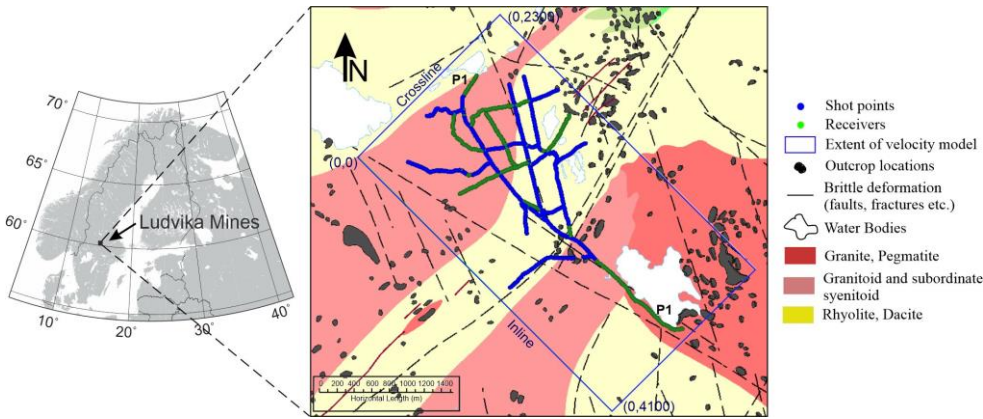 70°
65°
60°
10°
20°
30°
40°
Ludvika Mines
(0,2300)
N
P1
Crossline
(0,0)
P1
Inline
(0,4100)
0 200 400 600 800 1000 1200 1400
Horizontal Length (m)
Shot points
Receivers
Extent of velocity model
Outcrop locations
Brittle deformation
(faults, fractures etc.)
Water Bodies
Granite, Pegmatite
Granitoid and subordinate
syenitoid
Rhyolite, Dacite